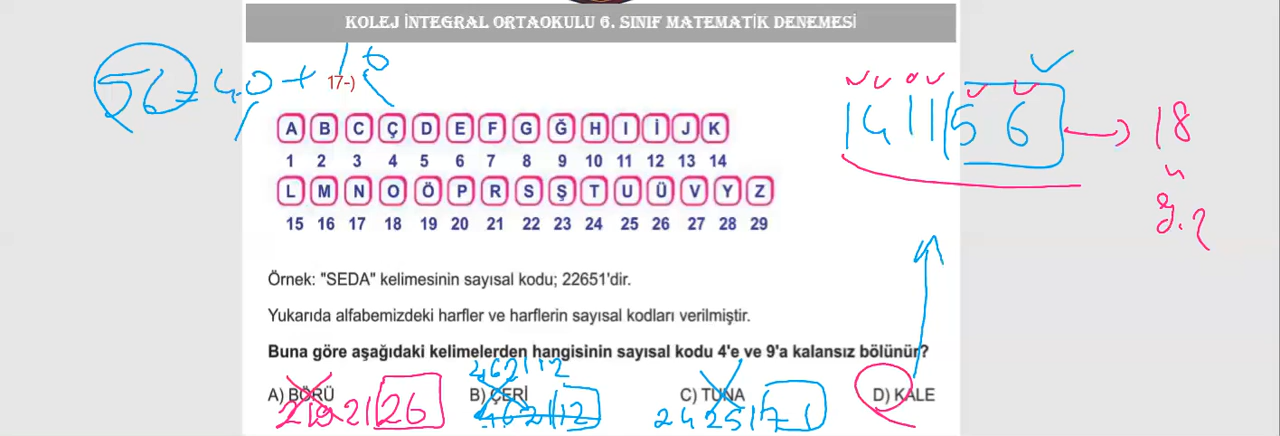 KOLEJ İNTEGRAL ORTAOKULU 6. SINIF MATEMATİK DENEMESİ
56 = 40 + 16
17-)
141156 → 18
A B C Ç D E F G Ğ H I İ J K
1 2 3 4 5 6 7 8 9 10 11 12 13 14
L M N O Ö P R S Ş T U Ü V Y Z
15 16 17 18 19 20 21 22 23 24 25 26 27 28 29
Örnek: "SEDA" kelimesinin sayısal kodu; 22651'dir.
Yukarıda alfabemizdeki harfler ve harflerin sayısal kodları verilmiştir.
Buna göre aşağıdaki kelimelerden hangisinin sayısal kodu 4'e ve 9'a kalansız bölünür?
462112
A) BÖRÜ B) ÇERİ C) TUNA D) KALE
2192126 462112 2425171